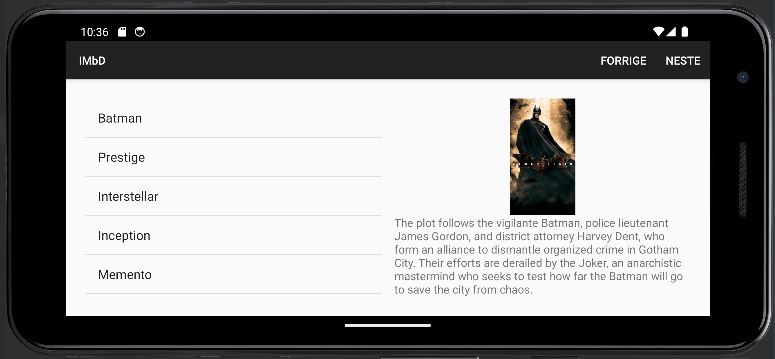 10:36
IMbD
FORRIGE NESTE
Batman
Prestige
Interstellar
Inception
Memento
The plot follows the vigilante Batman, police lieutenant
James Gordon, and district attorney Harvey Dent, who
form an alliance to dismantle organized crime in Gotham
City. Their efforts are derailed by the Joker, an anarchistic
mastermind who seeks to test how far the Batman will go
to save the city from chaos.